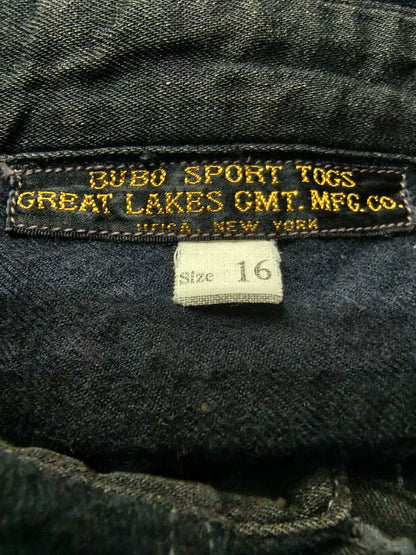 BUBO SPORT TOGS
GREAT LAKES GMT. MFG. CO.
UTICA, NEW YORK
Size 16